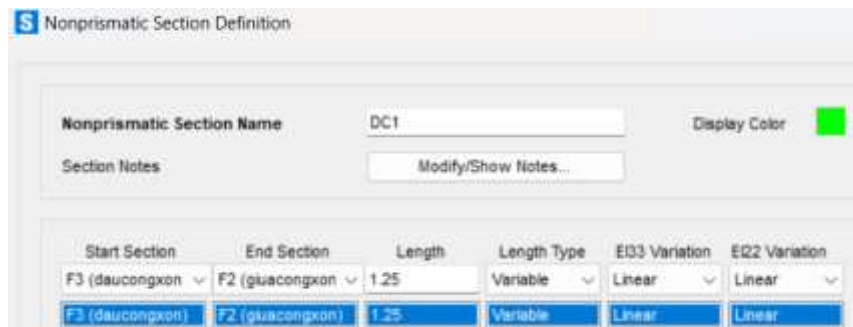 S Nonprismatic Section Definition
Nonprismatic Section Name DC1 Display Color
Section Notes Modify/Show Notes...
Start Section End Section Length Length Type EI33 Variation EI22 Variation
F3 (daucongxon F2 (giuacongxon 1.25 Variable Linear Linear
F3 (daucongxon) F2 (giuacongxon) 1.25 Variable Linear Linear